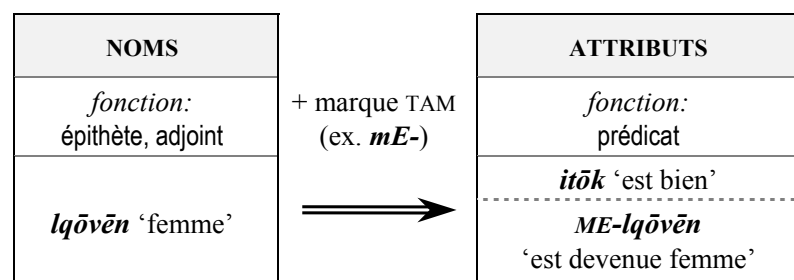 NOMS
fonction:
épithète, adjoint
lqōvēn ‘femme’
+ marque TAM
(ex. mE-)
ATTRIBUTS
fonction:
prédicat
itōk ‘est bien’
ME-lqōvēn
‘est devenue femme’